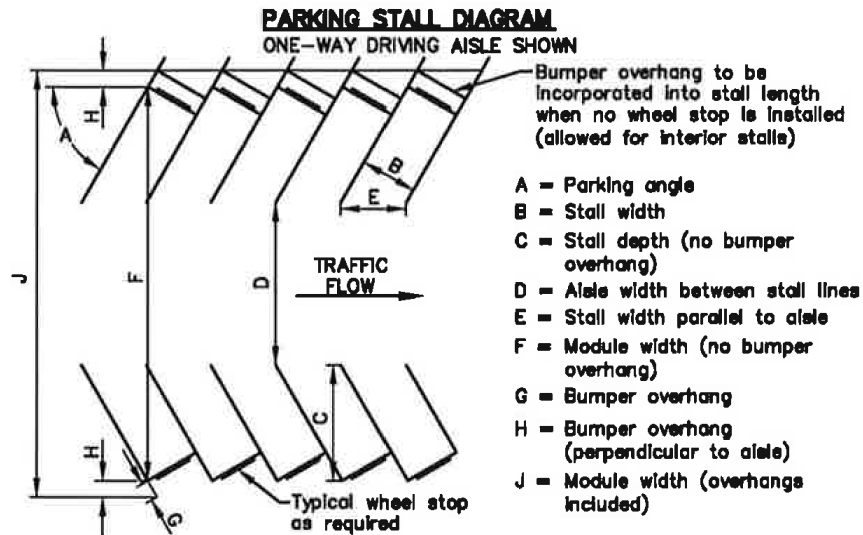 PARKING STALL DIAGRAM
ONE-WAY DRIVING AISLE SHOWN
Bumper overhang to be
incorporated into stall length
when no wheel stop is installed
(allowed for interior stalls)
H
A
B
E
A = Parking angle
B = Stall width
C = Stall depth (no bumper
overhang)
D = Aisle width between stall lines
E = Stall width parallel to aisle
F = Module width (no bumper
overhang)
G = Bumper overhang
H = Bumper overhang
(perpendicular to aisle)
J = Module width (overhangs
included)
J
F
D
TRAFFIC
FLOW
C
H
G
Typical wheel stop
as required